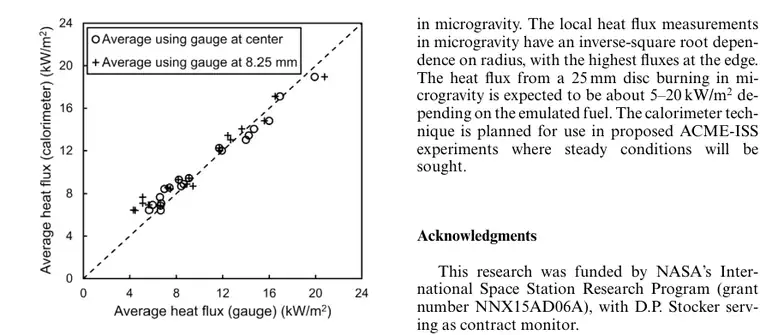 24
20
16
12
8
4
0
Average heat flux (calorimeter) (kW/m²)
Average using gauge at center
Average using gauge at 8.25 mm
0 4 8 12 16 20 24
Average heat flux (gauge) (kW/m²)
in microgravity. The local heat flux measurements
in microgravity have an inverse-square root depen-
dence on radius, with the highest fluxes at the edge.
The heat flux from a 25 mm disc burning in mi-
crogravity is expected to be about 5–20 kW/m² de-
pending on the emulated fuel. The calorimeter tech-
nique is planned for use in proposed ACME-ISS
experiments where steady conditions will be
sought.
Acknowledgments
This research was funded by NASA's Inter-
national Space Station Research Program (grant
number NNX15AD06A), with D.P. Stocker serv-
ing as contract monitor.